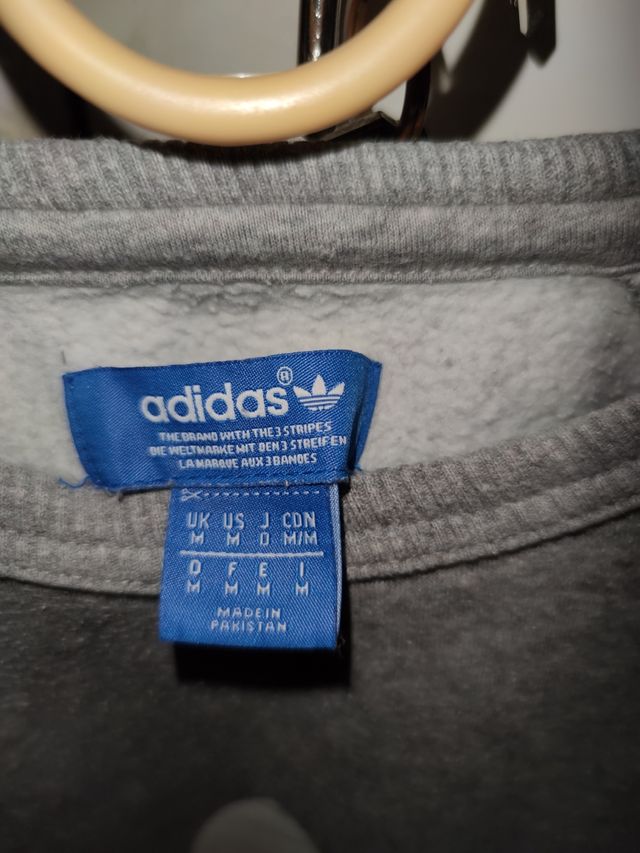 adidas®
THE BRAND WITH THE 3 STRIPES
DIE WELTMARKE MIT DEN 3 STREIFEN
LA MARQUE AUX 3 BANDES
UK US J CDN
M M O M/M
D F E I
M M M M
MADE IN
PAKISTAN